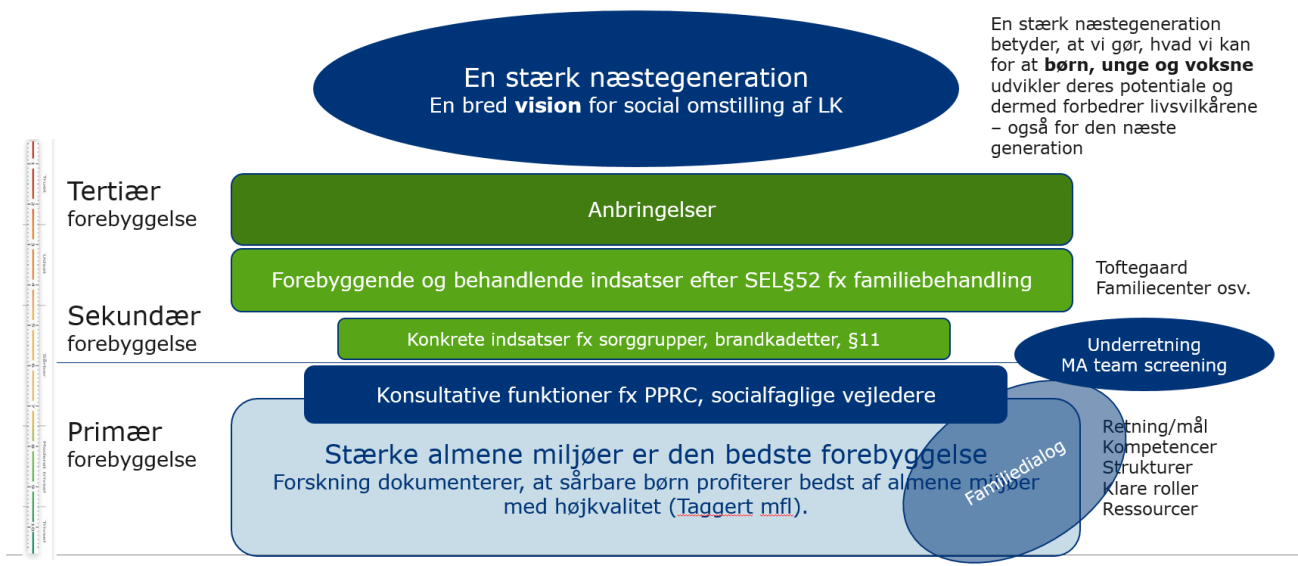 En stærk næstegeneration
En bred vision for social omstilling af LK
En stærk næstegeneration
betyder, at vi gør, hvad vi kan
for at børn, unge og voksne
udvikler deres potentiale og
dermed forbedrer livsvilkårene
– også for den næste
generation
Tertiær
forebyggelse
Anbringelser
Forebyggende og behandlende indsatser efter SEL§52 fx familiebehandling
Toftegaard
Familiecenter osv.
Sekundær
forebyggelse
Konkrete indsatser fx sorggrupper, brandkadetter, §11
Underretning
MA team screening
Konsultative funktioner fx PPRC, socialfaglige vejledere
Primær
forebyggelse
Stærke almene miljøer er den bedste forebyggelse
Forskning dokumenterer, at sårbare børn profiterer bedst af almene miljøer
med højkvalitet (Taggert mfl).
Familiedialog
Retning/mål
Kompetencer
Strukturer
Klare roller
Ressourcer